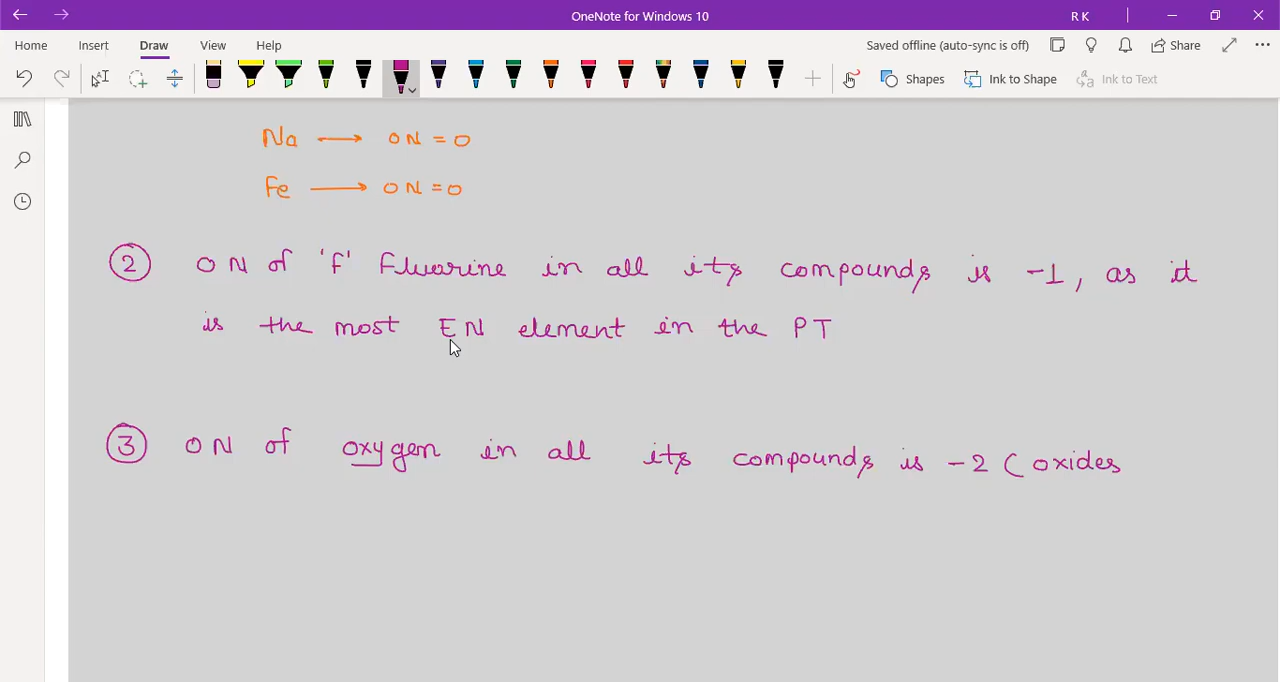 OneNote for Windows 10
R K
Home Insert Draw View Help
Saved offline (auto-sync is off)
Share
Shapes
Ink to Shape
Ink to Text
Na → ON = 0
Fe → ON = 0
② ON of 'F' Fluorine in all its compounds is -1, as it
is the most EN element in the PT
③ ON of oxygen in all its compounds is -2 (oxides